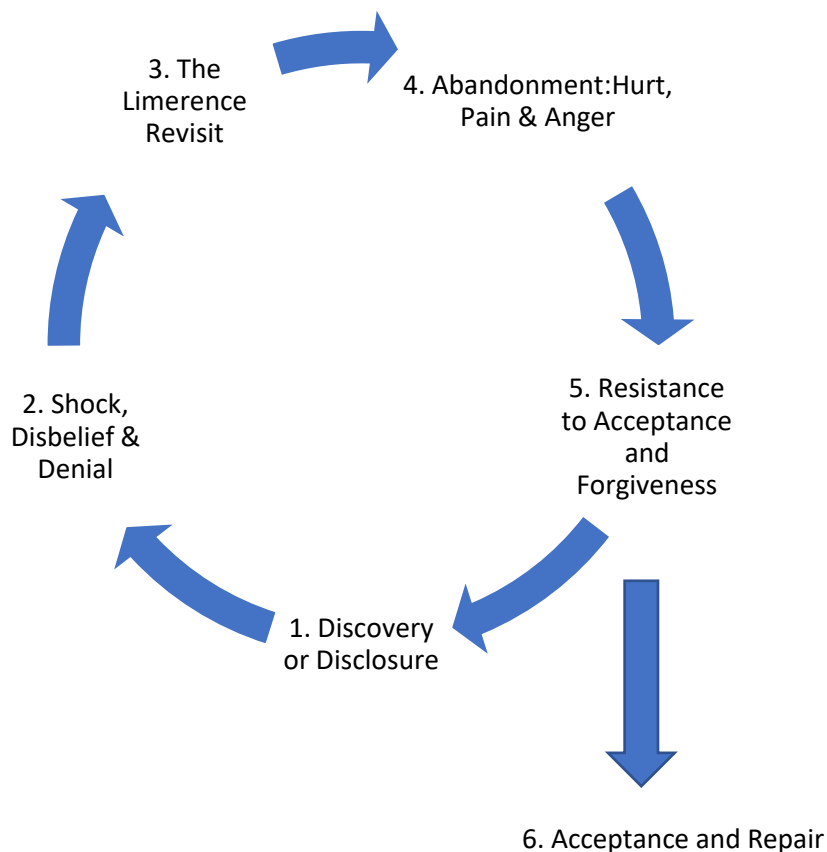 3. The
Limerence
Revisit
4. Abandonment:Hurt,
Pain & Anger
2. Shock,
Disbelief &
Denial
5. Resistance
to Acceptance
and
Forgiveness
1. Discovery
or Disclosure
6. Acceptance and Repair